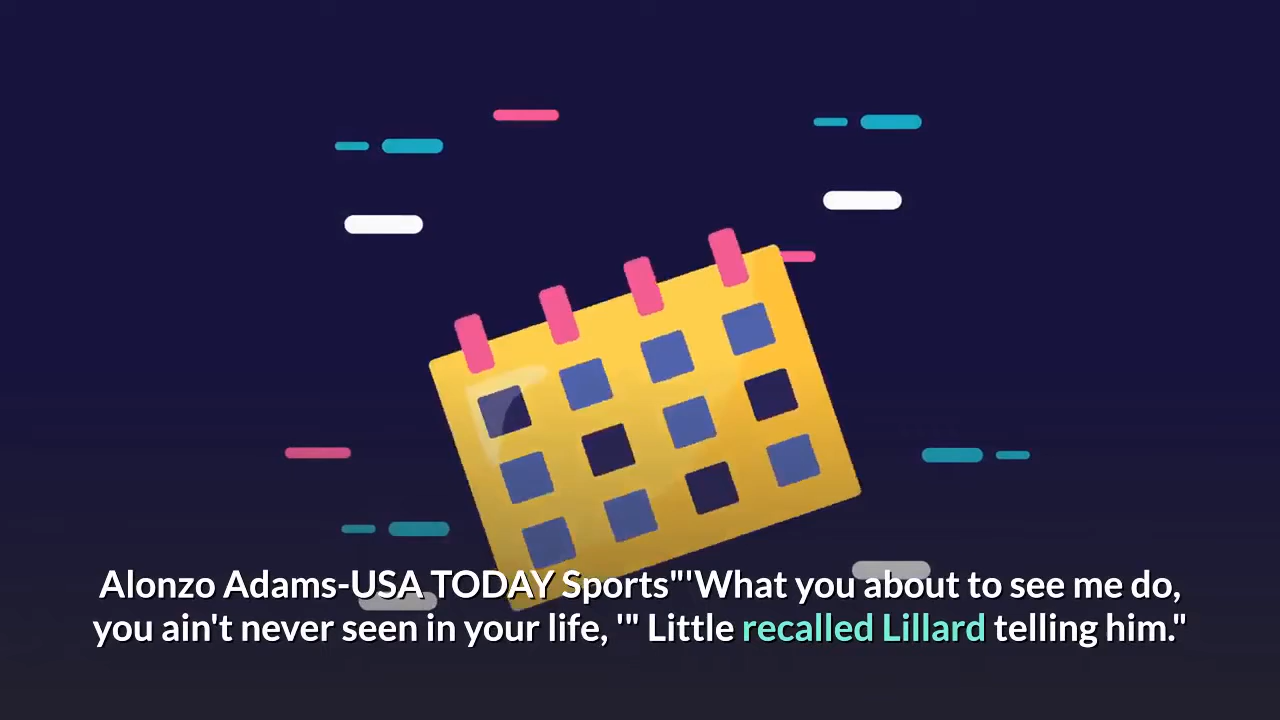 Alonzo Adams-USA TODAY Sports"'What you about to see me do,
you ain't never seen in your life, '" Little recalled Lillard telling him."